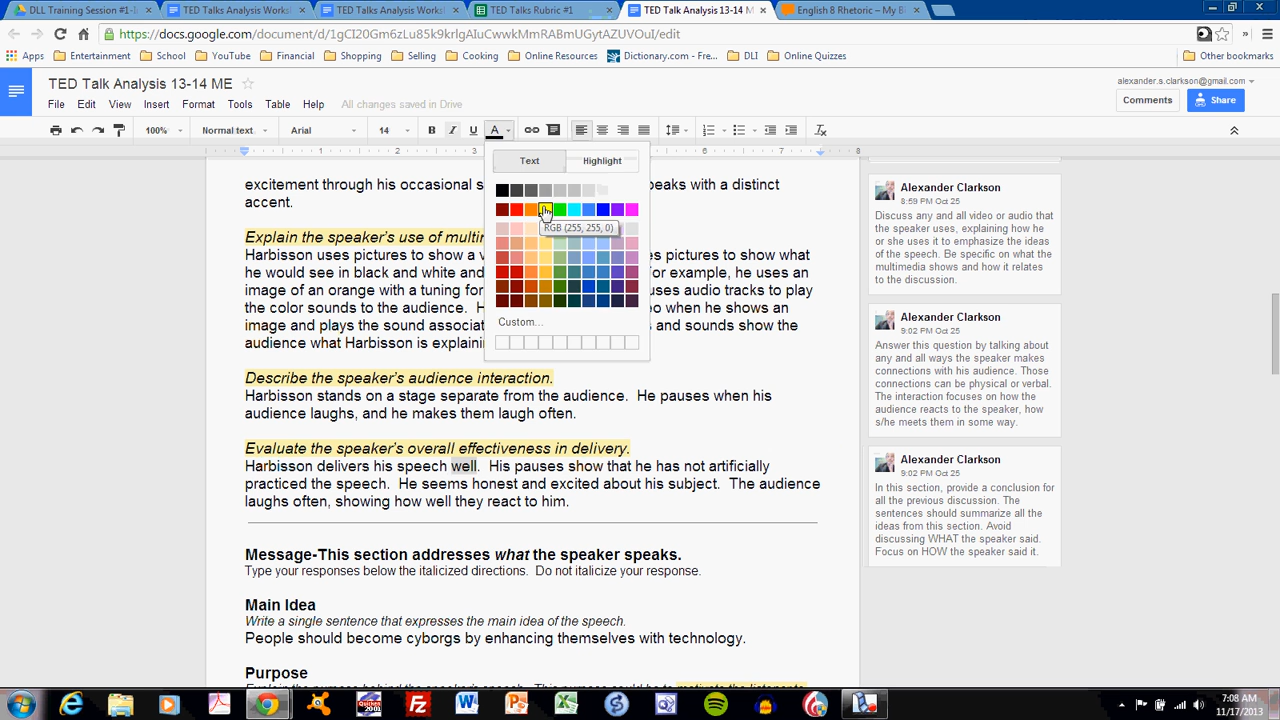 DLL Training Session #1-I
TED Talks Analysis Works
TED Talks Analysis Works
TED Talks Rubric #1
TED Talk Analysis 13-14 M
English 8 Rhetoric – My B
https://docs.google.com/document/d/1gCI20Gm6zLu85k9krlgAIuCVwkMmRABmUGytAZUVOuI/edit
Apps
Entertainment
School
YouTube
Financial
Shopping
Selling
Cooking
Online Resources
Dictionary.com - Fre...
DLI
Online Quizzes
Other bookmarks
TED Talk Analysis 13-14 ME
alexander.s.clarkson@gmail.com
File Edit View Insert Format Tools Table Help
All changes saved in Drive
Comments
Share
100%
Normal text
Arial
14
B I U A
1 2 3 6 7 8
Text
Highlight
RGB (255, 255, 0)
Custom...
excitement through his occasional s
peaks with a distinct
accent.
Explain the speaker's use of multin
Harbisson uses pictures to show a v
es pictures to show what
he would see in black and white and
or example, he uses an
image of an orange with a tuning for
uses audio tracks to play
the color sounds to the audience. H
o when he shows an
image and plays the sound associat
and sounds show the
audience what Harbisson is explaini
Describe the speaker's audience interaction.
Harbisson stands on a stage separate from the audience. He pauses when his
audience laughs, and he makes them laugh often.
Evaluate the speaker's overall effectiveness in delivery.
Harbisson delivers his speech well. His pauses show that he has not artificially
practiced the speech. He seems honest and excited about his subject. The audience
laughs often, showing how well they react to him.
Message-This section addresses what the speaker speaks.
Type your responses below the italicized directions. Do not italicize your response.
Main Idea
Write a single sentence that expresses the main idea of the speech.
People should become cyborgs by enhancing themselves with technology.
Purpose
Alexander Clarkson
8:59 PM Oct 25
Discuss any and all video or audio that
the speaker uses, explaining how he
or she uses it to emphasize the ideas
of the speech. Be specific on what the
multimedia shows and how it relates
to the discussion.
Alexander Clarkson
9:02 PM Oct 25
Answer this question by talking about
any and all ways the speaker makes
connections with his audience. Those
connections can be physical or verbal.
The interaction focuses on how the
audience reacts to the speaker, how
s/he meets them in some way.
Alexander Clarkson
9:02 PM Oct 25
In this section, provide a conclusion for
all the previous discussion. The
sentences should summarize all the
ideas from this section. Avoid
discussing WHAT the speaker said.
Focus on HOW the speaker said it.
7:08 AM
11/17/2013